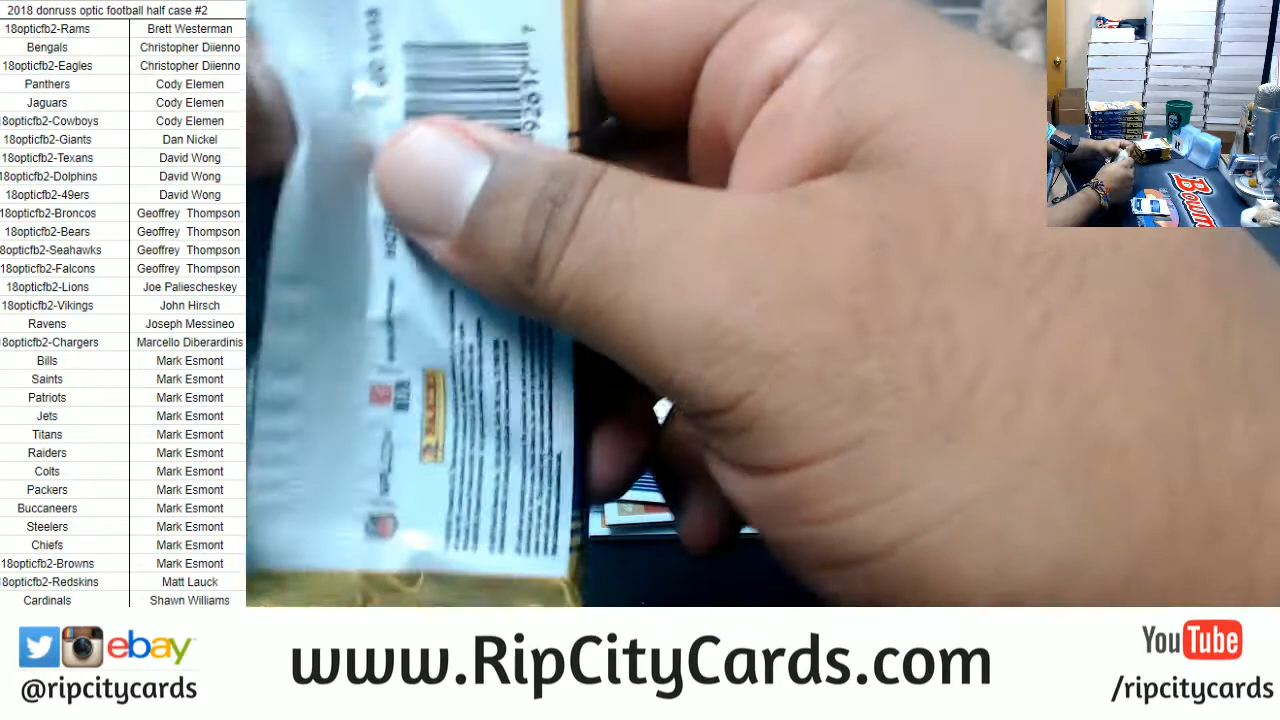 2018 donruss optic football half case #2
18opticfb2-Rams Brett Westerman
Bengals Christopher Diienno
18opticfb2-Eagles Christopher Diienno
Panthers Cody Elemen
Jaguars Cody Elemen
18opticfb2-Cowboys Cody Elemen
18opticfb2-Giants Dan Nickel
18opticfb2-Texans David Wong
18opticfb2-Dolphins David Wong
18opticfb2-49ers David Wong
18opticfb2-Broncos Geoffrey Thompson
18opticfb2-Bears Geoffrey Thompson
8opticfb2-Seahawks Geoffrey Thompson
18opticfb2-Falcons Geoffrey Thompson
18opticfb2-Lions Joe Paliescheskey
18opticfb2-Vikings John Hirsch
Ravens Joseph Messineo
8opticfb2-Chargers Marcello Diberardinis
Bills Mark Esmont
Saints Mark Esmont
Patriots Mark Esmont
Jets Mark Esmont
Titans Mark Esmont
Raiders Mark Esmont
Colts Mark Esmont
Packers Mark Esmont
Buccaneers Mark Esmont
Steelers Mark Esmont
Chiefs Mark Esmont
18opticfb2-Browns Mark Esmont
8opticfb2-Redskins Matt Lauck
Cardinals Shawn Williams
PANINI
Boun
ebay
@ripcitycards
www.RipCityCards.com
YouTube
/ripcitycards